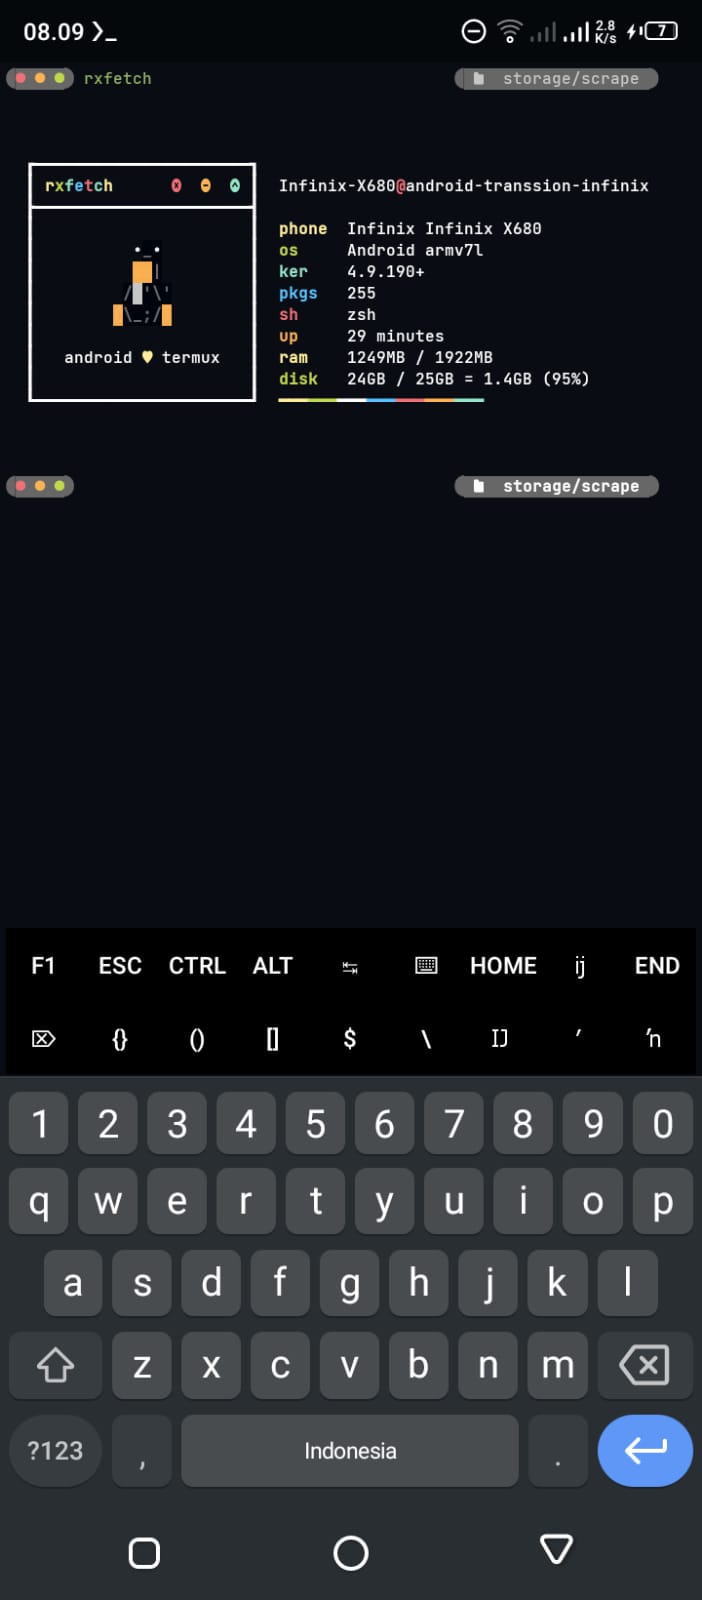 08.09 ❯_ 2.8 K/s 7
rxfetch storage/scrape
rxfetch
Infinix-X680@android-transsion-infinix
phone Infinix Infinix X680
os Android armv7l
ker 4.9.190+
pkgs 255
sh zsh
up 29 minutes
ram 1249MB / 1922MB
disk 24GB / 25GB = 1.4GB (95%)
android ♥ termux
storage/scrape
F1 ESC CTRL ALT ⇆ HOME ij END
⌦ {} () [] $ \ IJ ′ ŉ
1 2 3 4 5 6 7 8 9 0
q w e r t y u i o p
a s d f g h j k l
z x c v b n m
?123 , Indonesia .